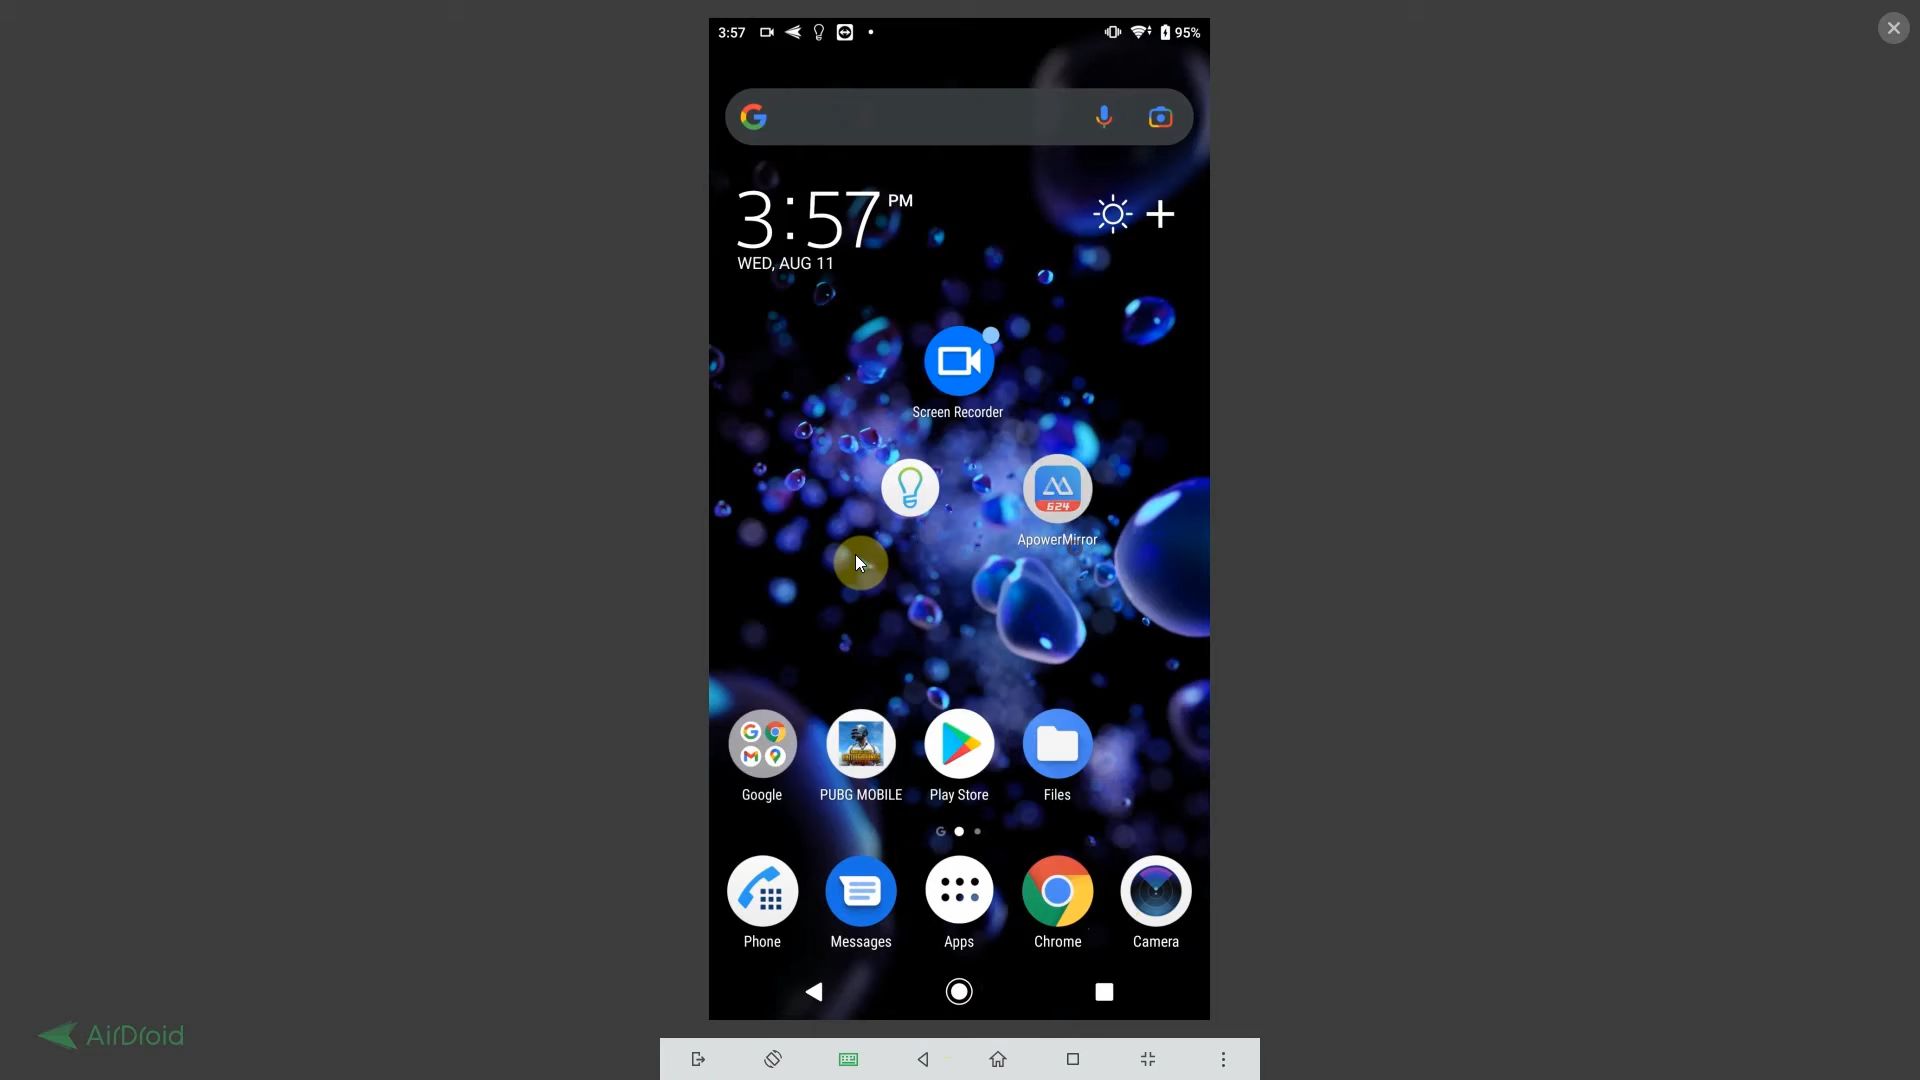 3:57
95%
3:57 PM
WED, AUG 11
Screen Recorder
624
ApowerMirror
Google
PUBG MOBILE
Play Store
Files
Phone
Messages
Apps
Chrome
Camera
AirDroid